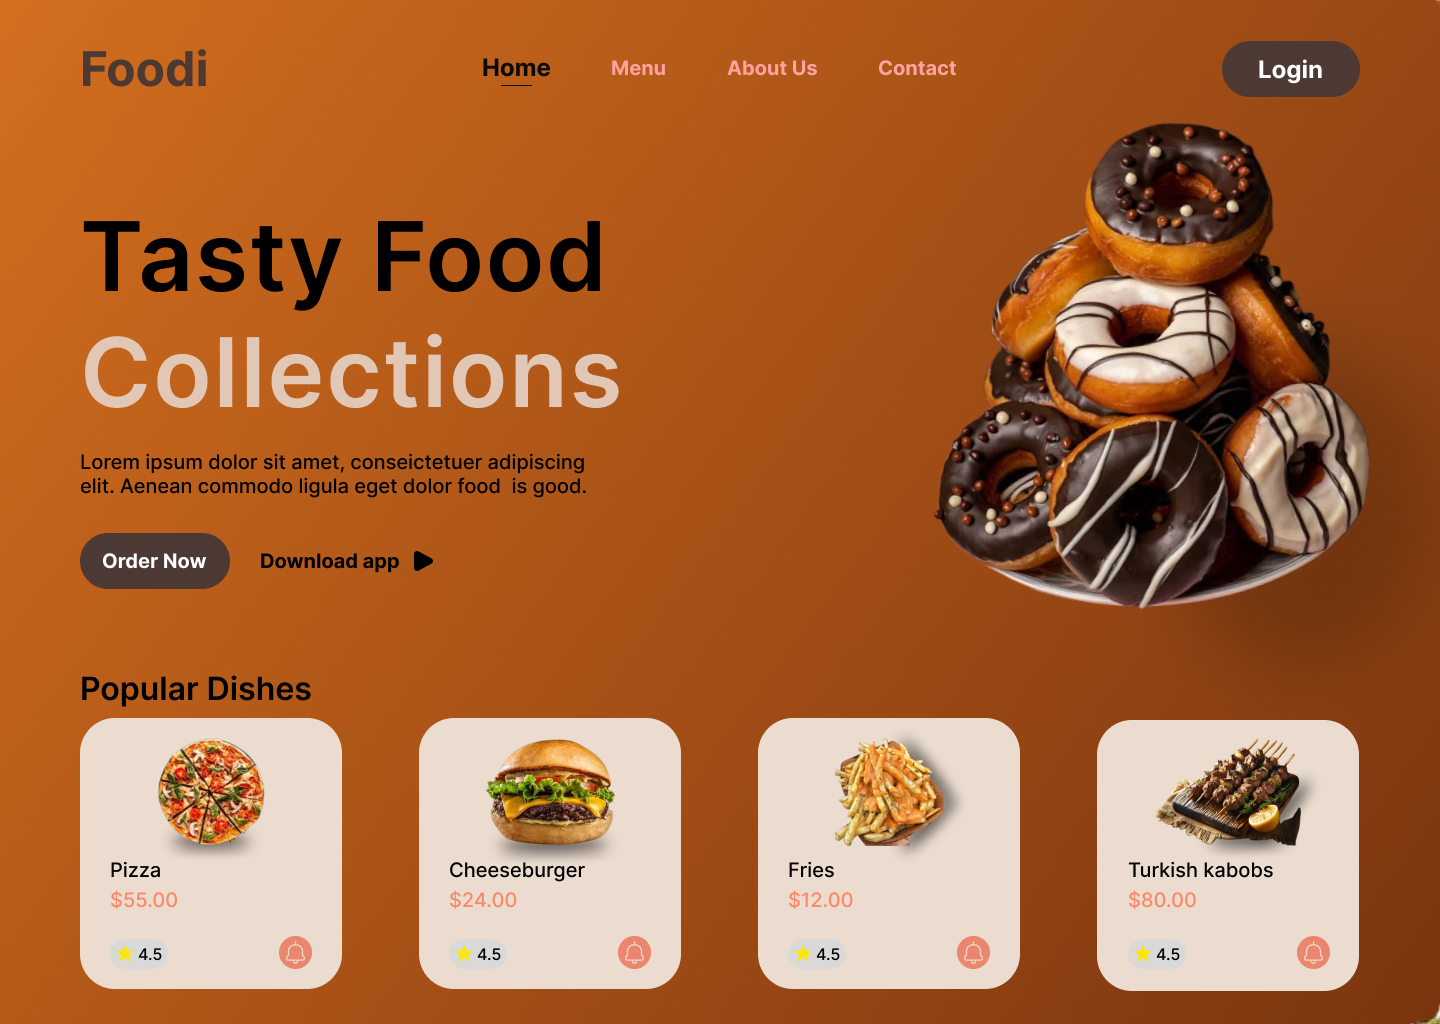 Foodi
Home
Menu
About Us
Contact
Login
Tasty Food
Collections
Lorem ipsum dolor sit amet, conseictetuer adipiscing
elit. Aenean commodo ligula eget dolor food  is good.
Order Now
Download app
Popular Dishes
Pizza
$55.00
4.5
Cheeseburger
$24.00
4.5
Fries
$12.00
4.5
Turkish kabobs
$80.00
4.5